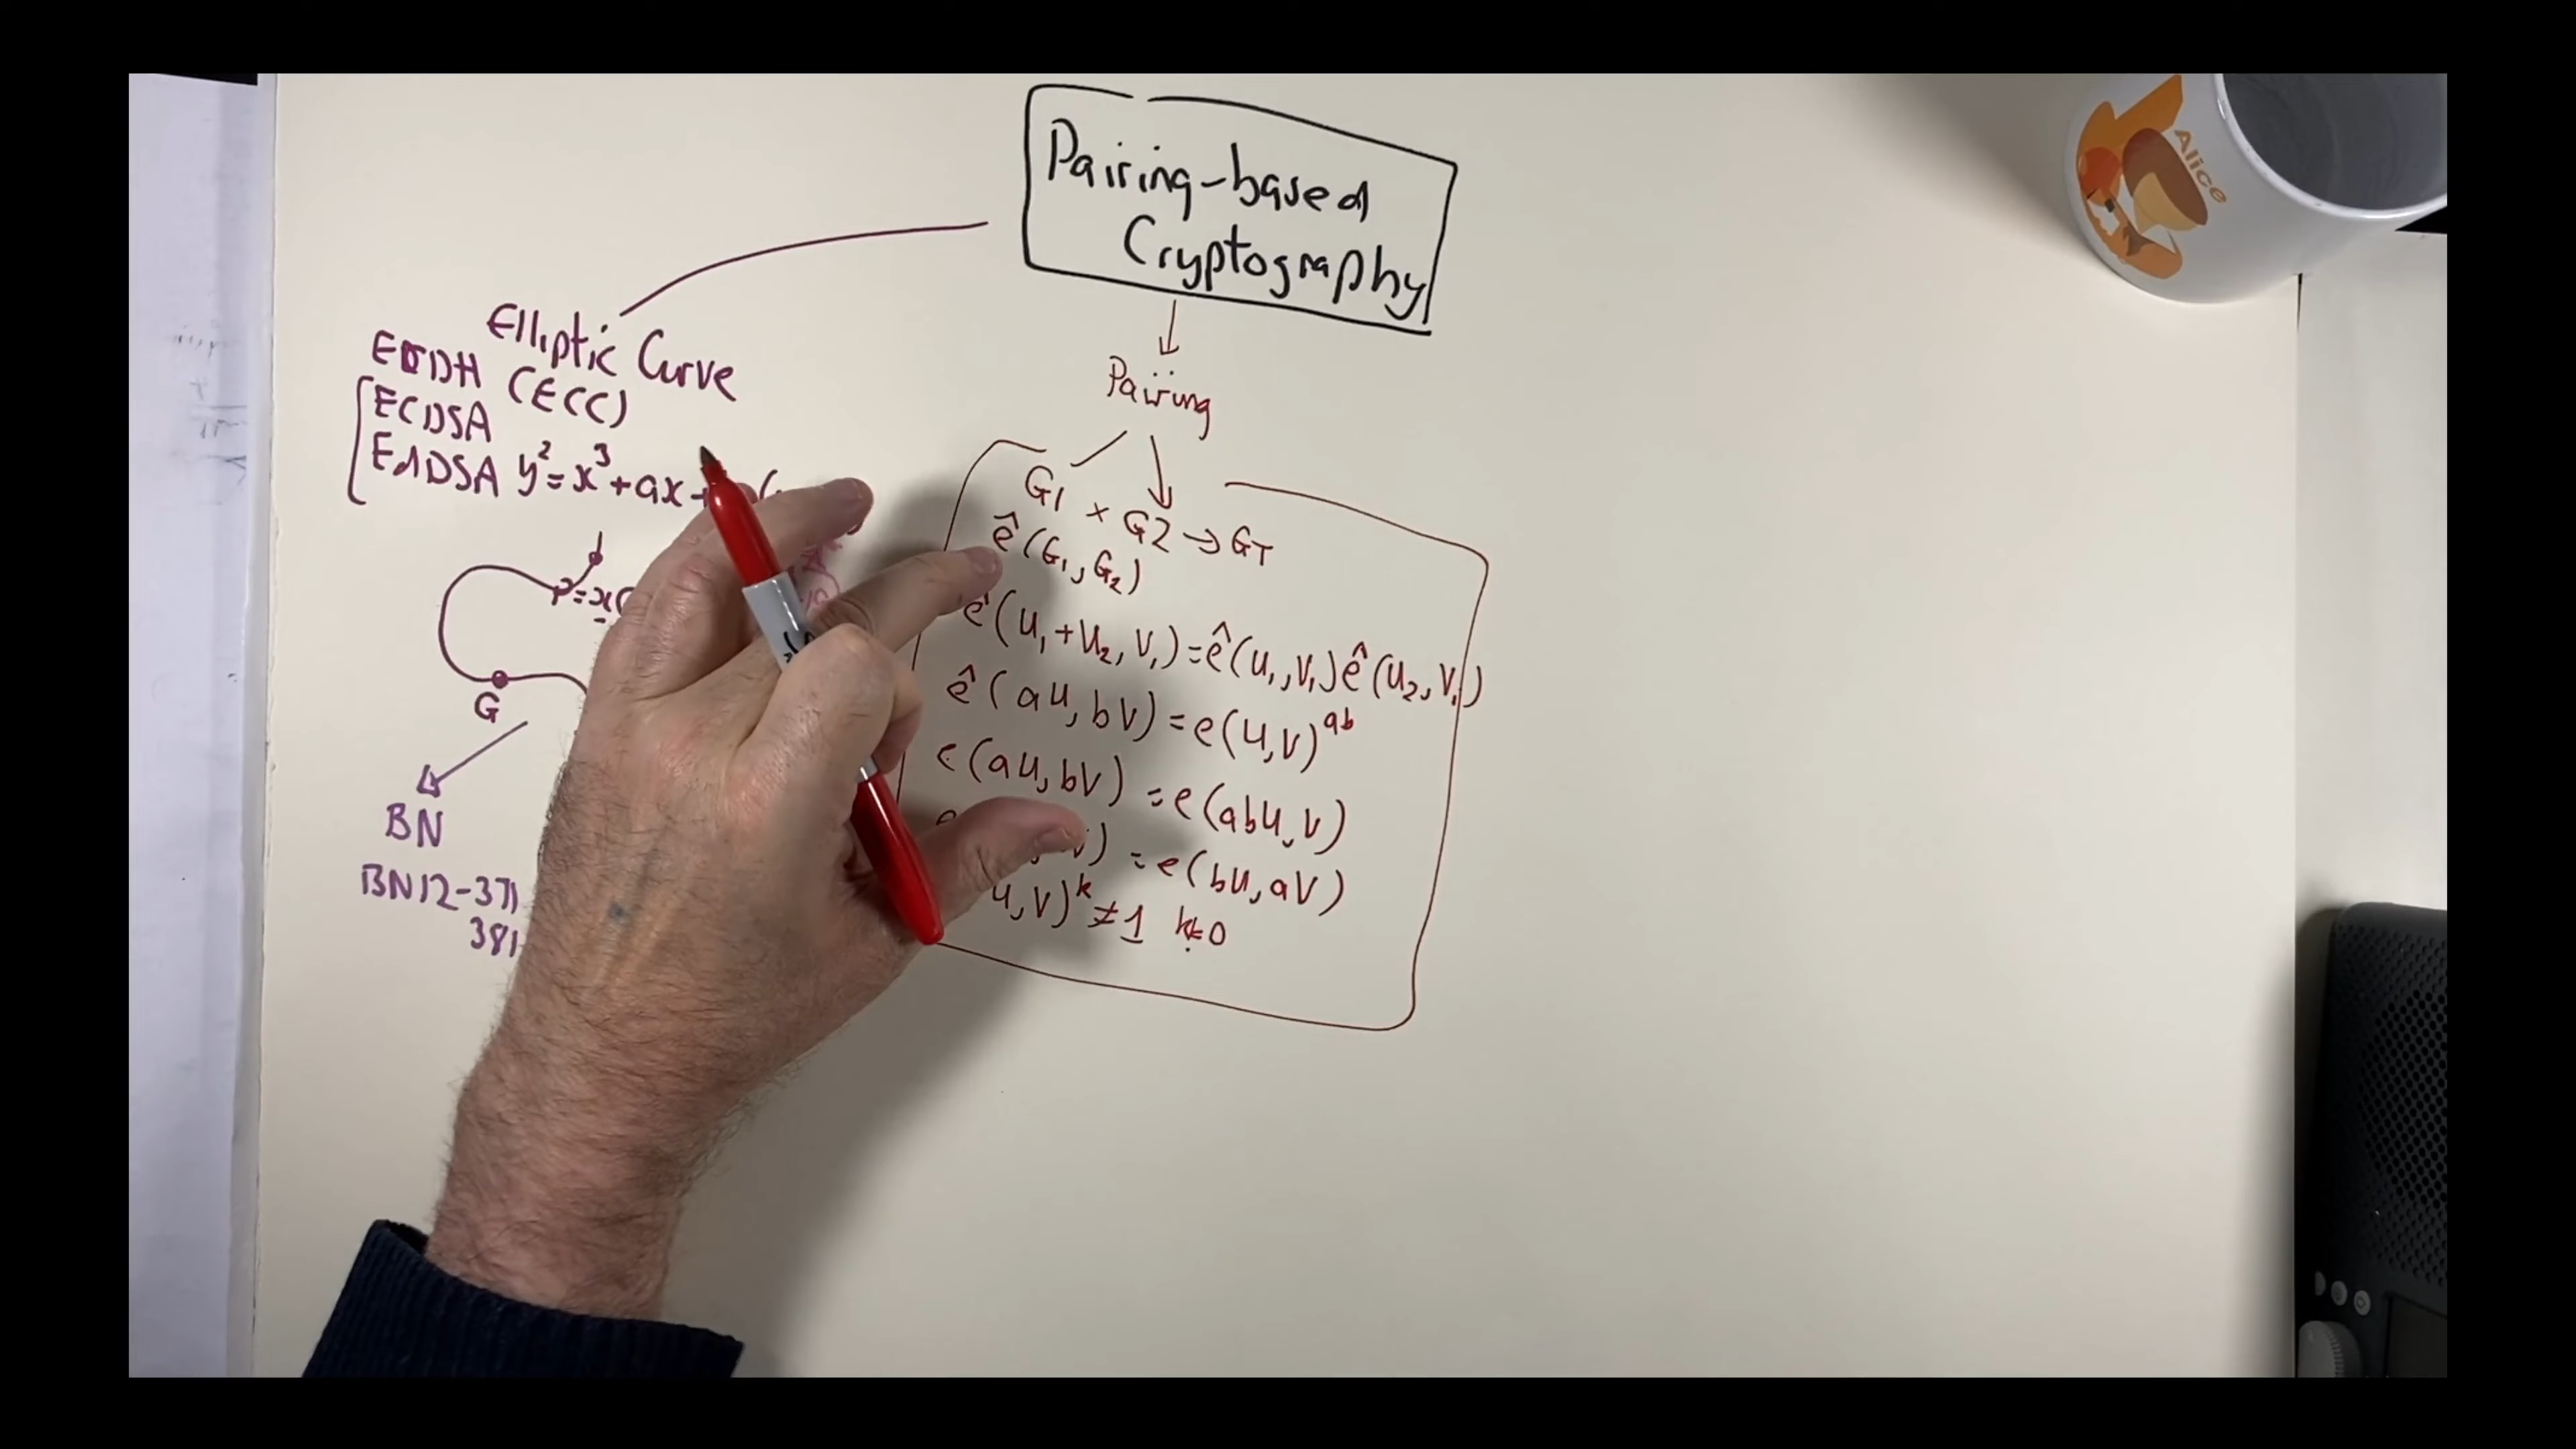 Pairing-based
Cryptography
Alice
Elliptic Curve
(ECC)
ECDH
ECDSA
EdDSA
y²=x³+ax+
P=x(
G
BN
BN12-371
381
Pairing
G1 × G2 → GT
ê(G₁,G₂)
ê(U₁+U₂,V₁)=ê(U₁,V₁)ê(U₂,V₁)
ê(aU,bV)=e(U,V)ᵃᵇ
e(aU,bV)=e(abU,V)
=e(bU,aV)
U,V)ᵏ≠1 k≠0